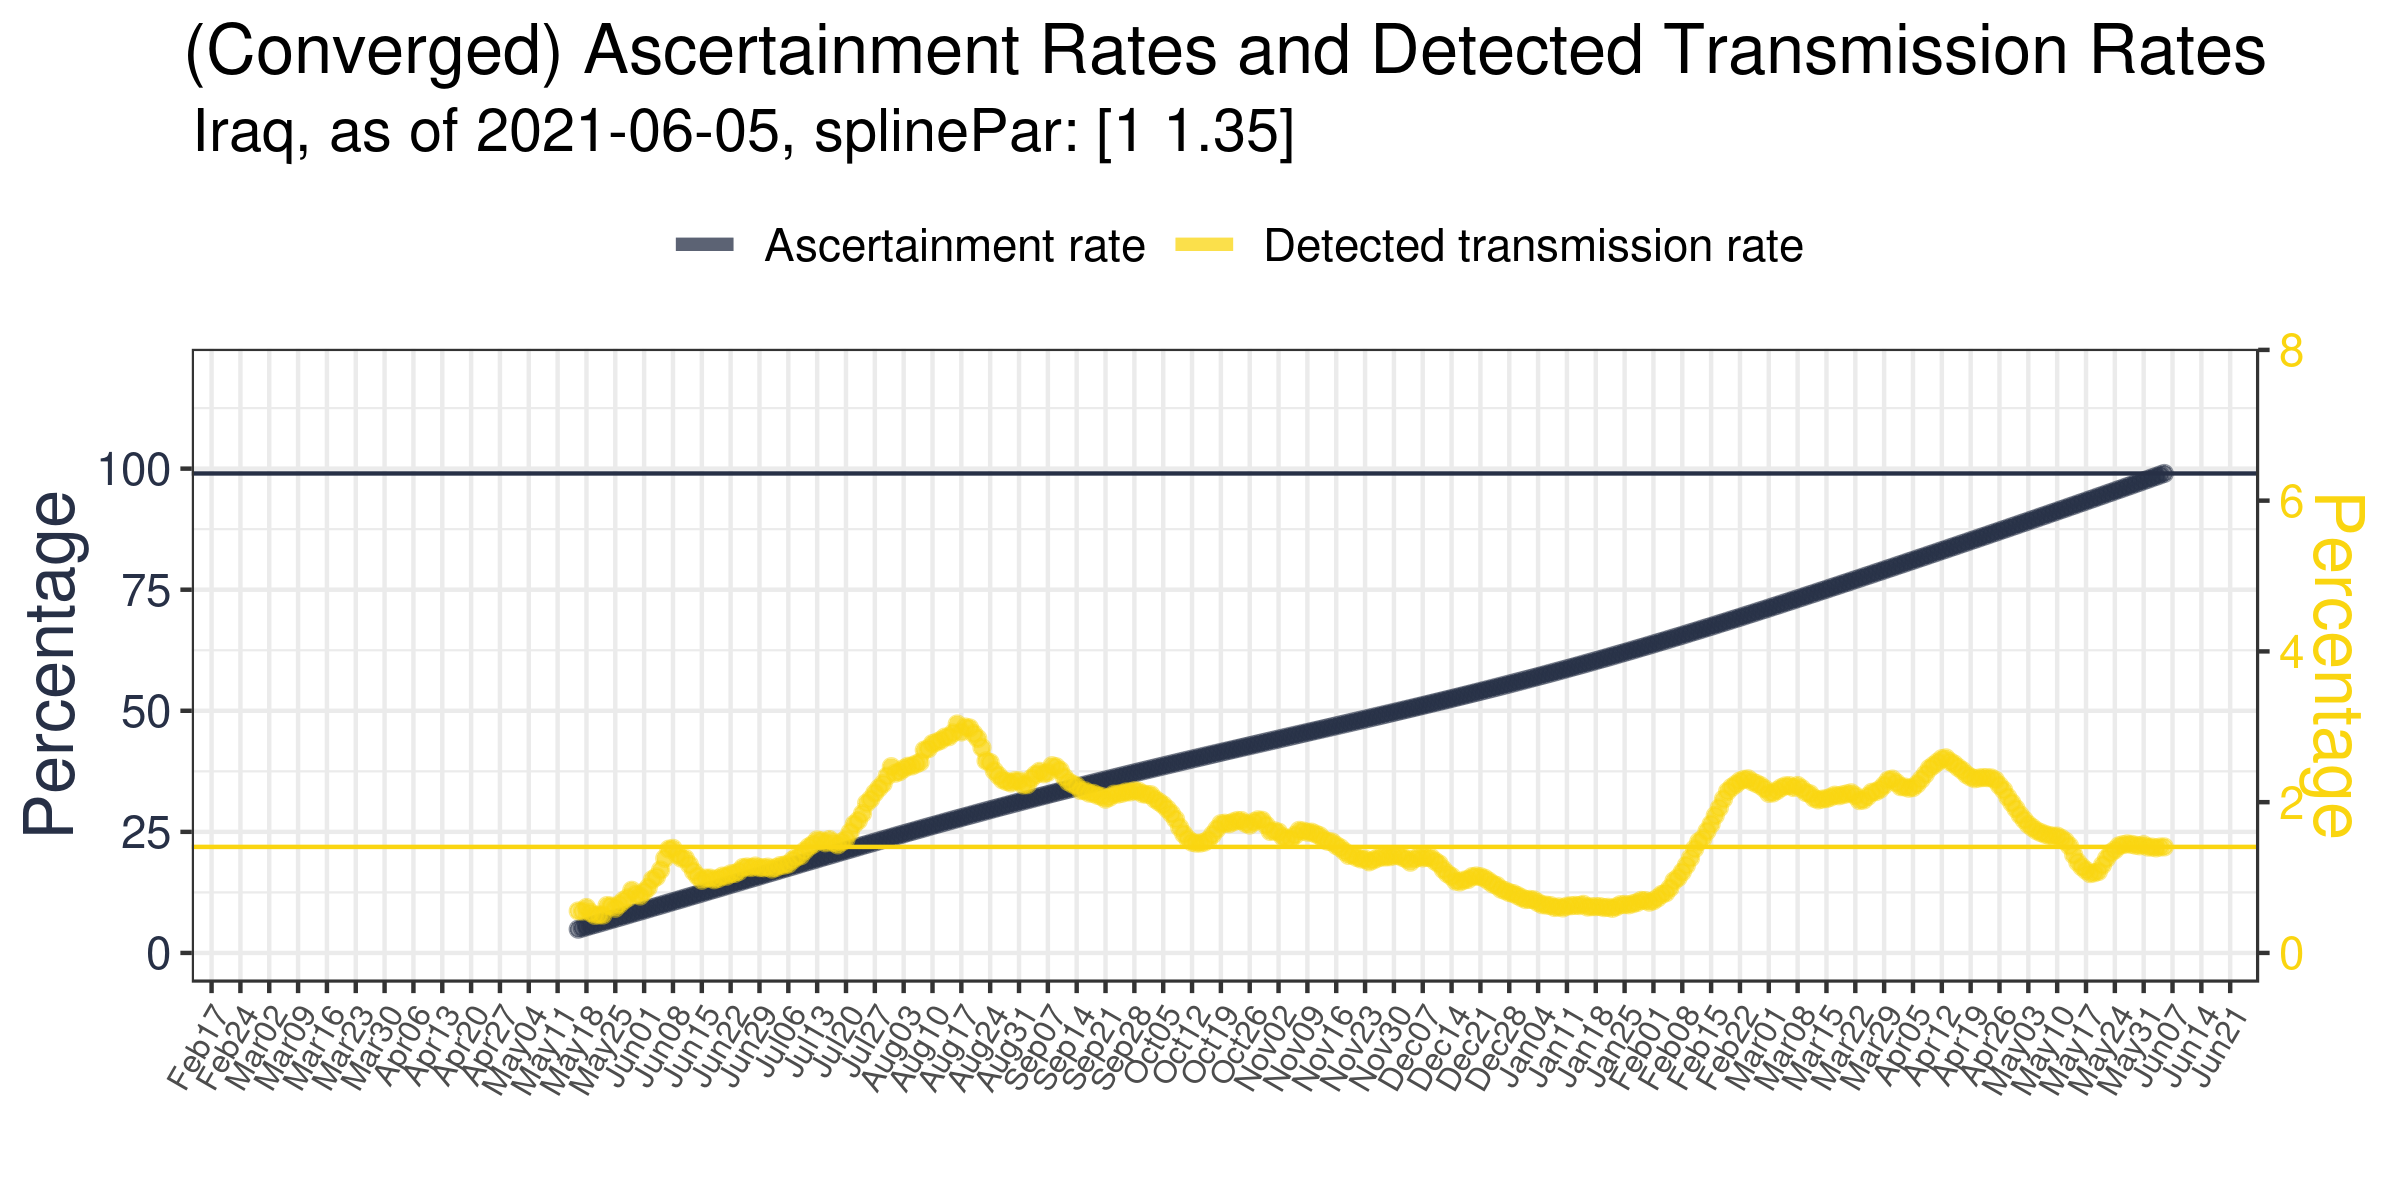 (Converged) Ascertainment Rates and Detected Transmission Rates
Iraq, as of 2021-06-05, splinePar: [1 1.35]
Ascertainment rate
Detected transmission rate
Percentage
100
75
50
25
0
8
6
4
2
0
Percentage
Feb17
Feb24
Mar02
Mar09
Mar16
Mar23
Mar30
Apr06
Apr13
Apr20
Apr27
May04
May11
May18
May25
Jun01
Jun08
Jun15
Jun22
Jun29
Jul06
Jul13
Jul20
Jul27
Aug03
Aug10
Aug17
Aug24
Aug31
Sep07
Sep14
Sep21
Sep28
Oct05
Oct12
Oct19
Oct26
Nov02
Nov09
Nov16
Nov23
Nov30
Dec07
Dec14
Dec21
Dec28
Jan04
Jan11
Jan18
Jan25
Feb01
Feb08
Feb15
Feb22
Mar01
Mar08
Mar15
Mar22
Mar29
Apr05
Apr12
Apr19
Apr26
May03
May10
May17
May24
May31
Jun07
Jun14
Jun21